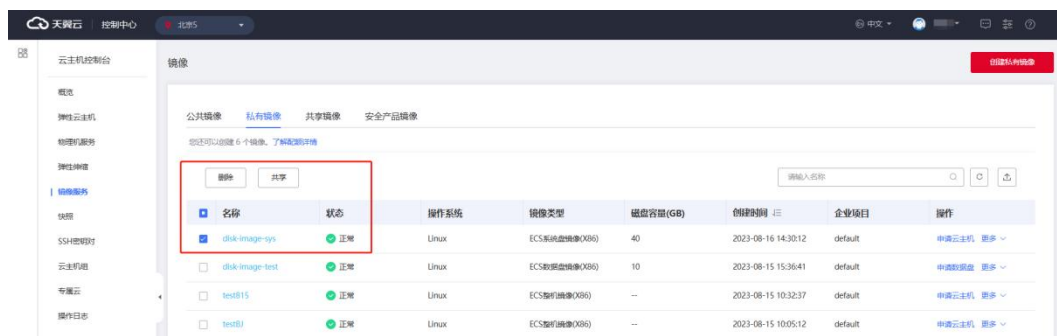 天翼云 控制中心 北京5 中文
云主机控制台
概览
弹性云主机
物理机服务
弹性伸缩
镜像服务
快照
SSH密钥对
云主机组
专属云
操作日志
镜像 创建私有镜像
公共镜像 私有镜像 共享镜像 安全产品镜像
您还可以创建 6 个镜像。了解配额详情
删除 共享 请输入名称
名称 状态 操作系统 镜像类型 磁盘容量(GB) 创建时间 企业项目 操作
disk-image-sys 正常 Linux ECS系统盘镜像(X86) 40 2023-08-16 14:30:12 default 申请云主机 更多
disk-image-test 正常 Linux ECS数据盘镜像(X86) 10 2023-08-15 15:36:41 default 申请数据盘 更多
test815 正常 Linux ECS整机镜像(X86) -- 2023-08-15 10:32:37 default 申请云主机 更多
test8J 正常 Linux ECS整机镜像(X86) -- 2023-08-15 10:05:12 default 申请云主机 更多